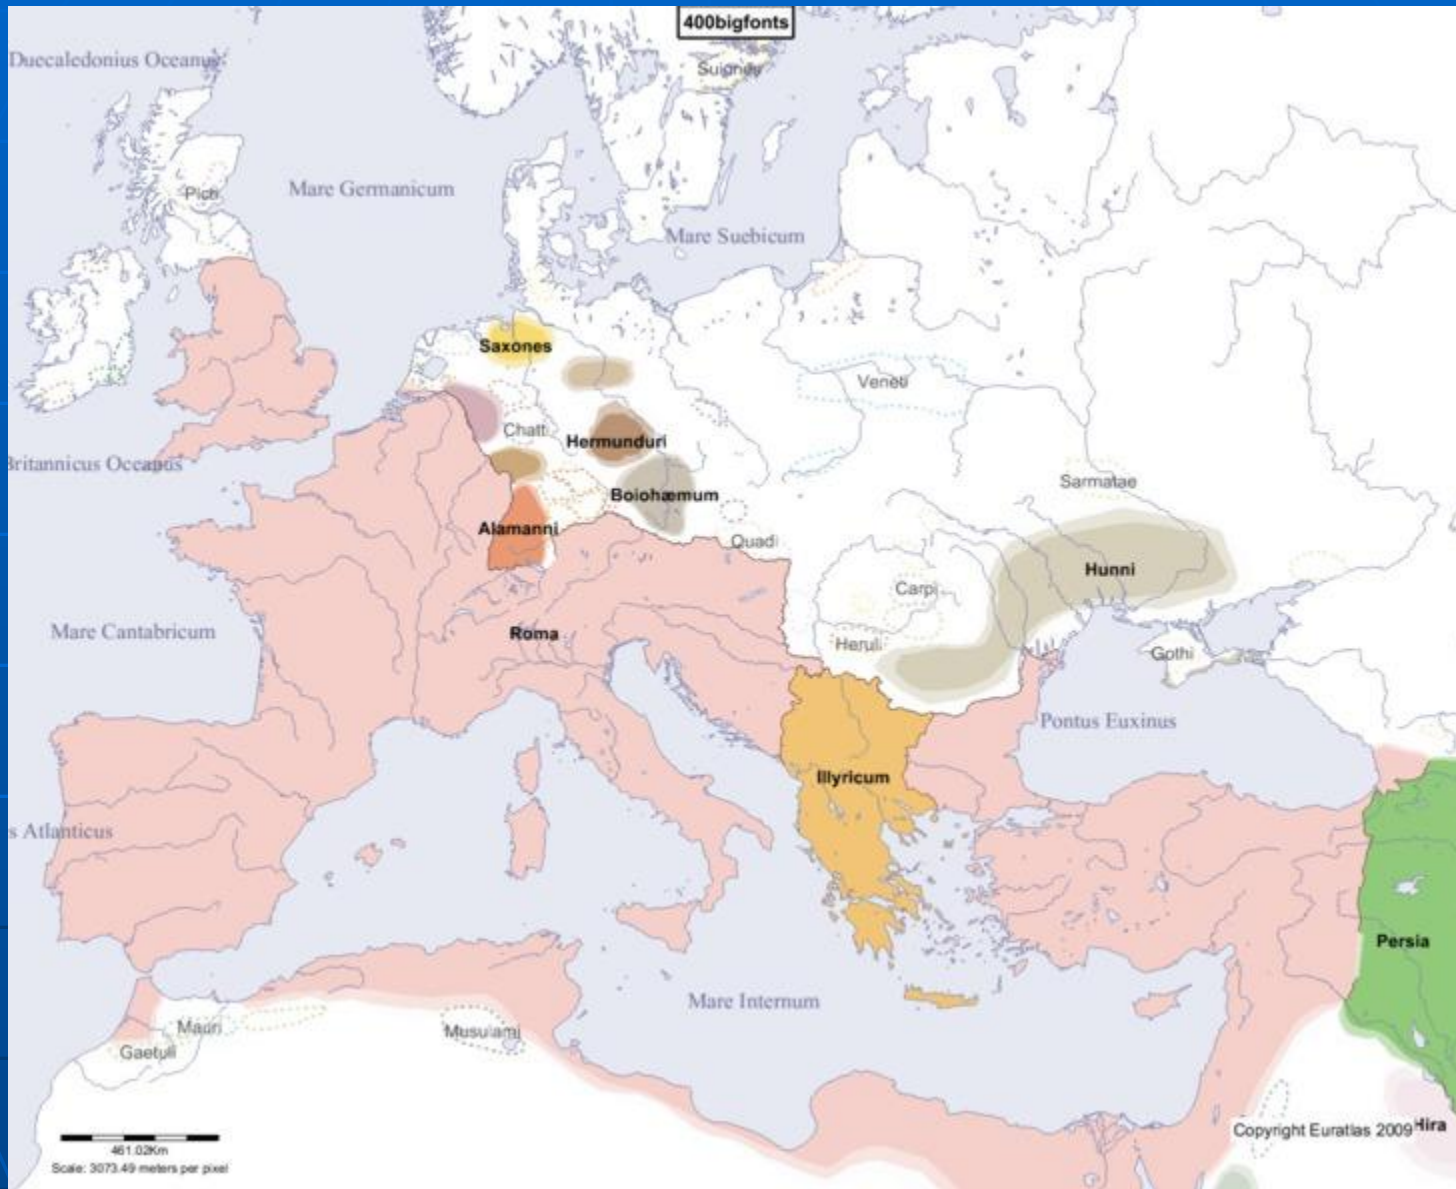 400bigfonts
Duecaledonius Oceanus
Suiones
Picti
Mare Germanicum
Mare Suebicum
Saxones
Veneti
Chatti
Hermunduri
Britannicus Oceanus
Sarmatae
Boiohæmum
Alamanni
Quadi
Hunni
Carpi
Mare Cantabricum
Roma
Heruli
Gothi
Pontus Euxinus
Illyricum
s Atlanticus
Persia
Mare Internum
Mauri
Musulami
Gaetuli
Copyright Euratlas 2009
Hira
461.02Km
Scale: 3073.49 meters per pixel